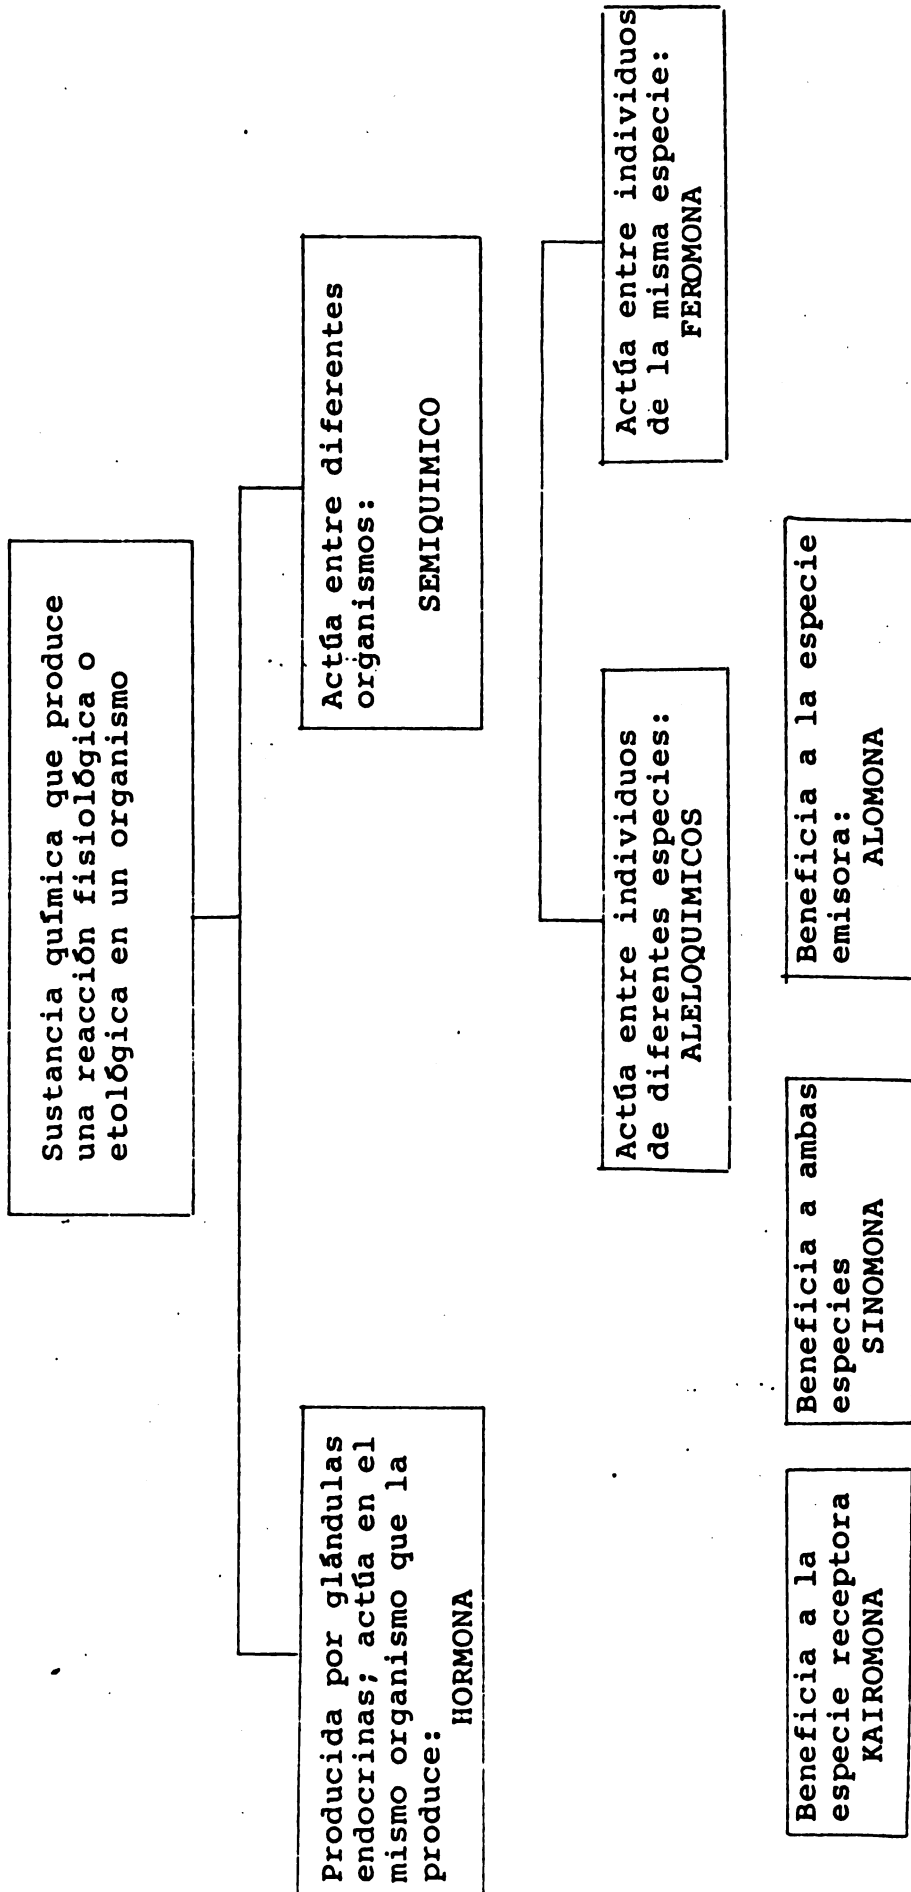 Sustancia química que produce
una reacción fisiológica o
etológica en un organismo
Producida por glándulas
endocrinas; actúa en el
mismo organismo que la
produce:
HORMONA
Actúa entre diferentes
organismos:
SEMIQUIMICO
Actúa entre individuos
de diferentes especies:
ALELOQUIMICOS
Actúa entre individuos
de la misma especie:
FEROMONA
Beneficia a la
especie receptora
KAIROMONA
Beneficia a ambas
especies
SINOMONA
Beneficia a la especie
emisora:
ALOMONA